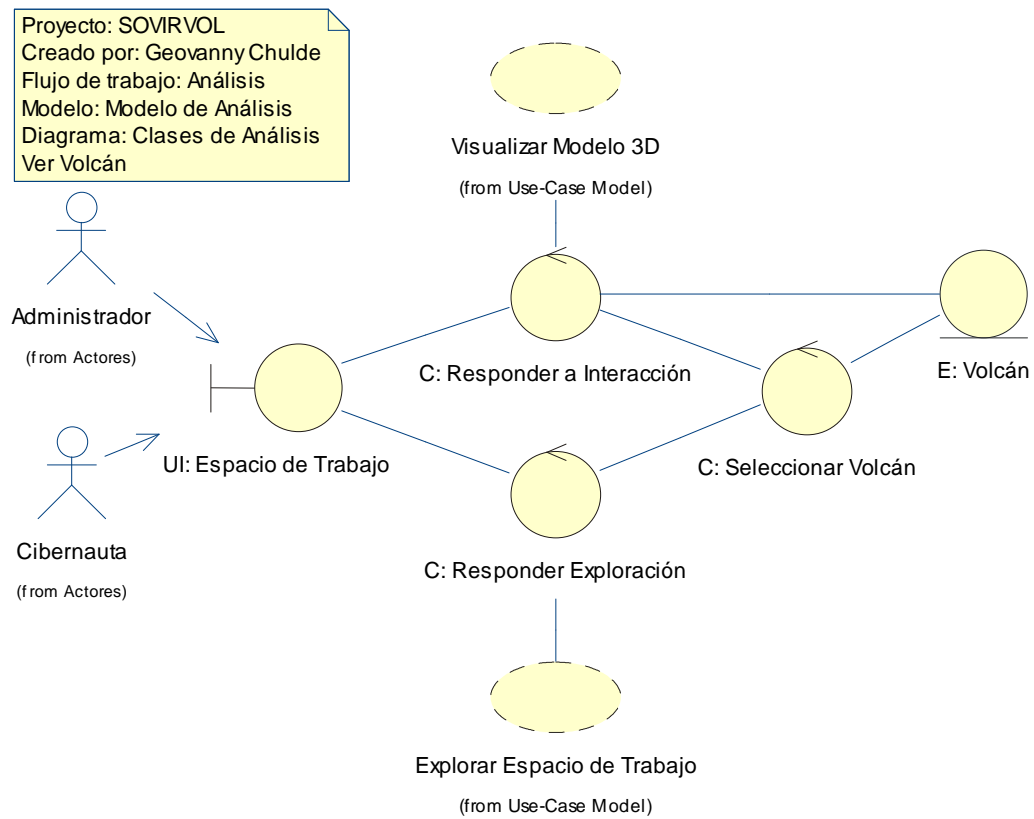 Proyecto: SOVIRVOL
Creado por: Geovanny Chulde
Flujo de trabajo: Análisis
Modelo: Modelo de Análisis
Diagrama: Clases de Análisis
Ver Volcán
Visualizar Modelo 3D
(from Use-Case Model)
Administrador
(from Actores)
C: Responder a Interacción
E: Volcán
UI: Espacio de Trabajo
C: Seleccionar Volcán
Cibernauta
(from Actores)
C: Responder Exploración
Explorar Espacio de Trabajo
(from Use-Case Model)